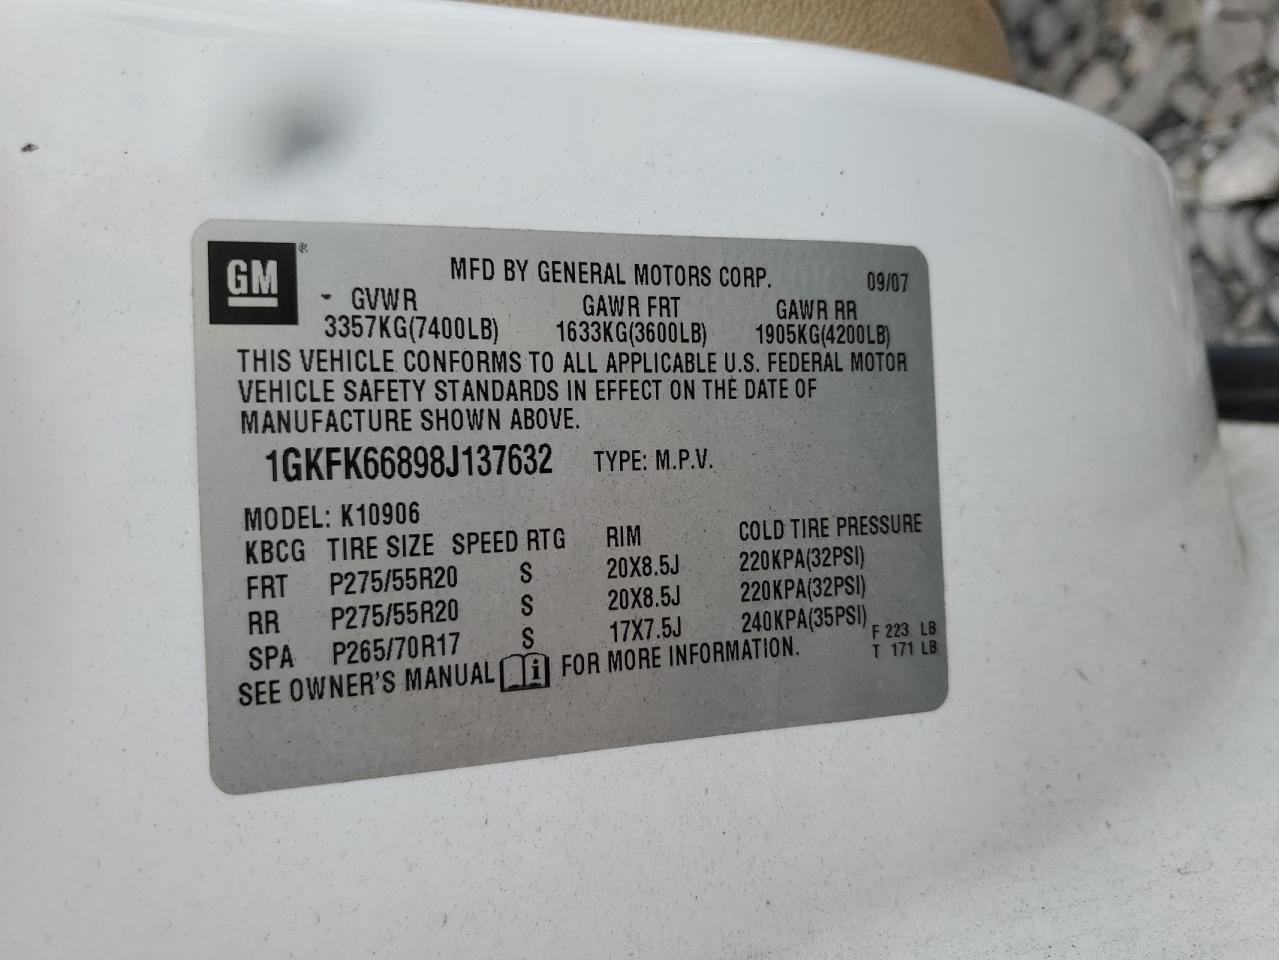 GM ®
MFD BY GENERAL MOTORS CORP. 09/07
GVWR GAWR FRT GAWR RR
3357KG(7400LB) 1633KG(3600LB) 1905KG(4200LB)
THIS VEHICLE CONFORMS TO ALL APPLICABLE U.S. FEDERAL MOTOR
VEHICLE SAFETY STANDARDS IN EFFECT ON THE DATE OF
MANUFACTURE SHOWN ABOVE.
1GKFK66898J137632 TYPE: M.P.V.
MODEL: K10906
KBCG TIRE SIZE SPEED RTG RIM COLD TIRE PRESSURE
FRT P275/55R20 S 20X8.5J 220KPA(32PSI)
RR P275/55R20 S 20X8.5J 220KPA(32PSI)
SPA P265/70R17 S 17X7.5J 240KPA(35PSI)
F 223 LB
T 171 LB
SEE OWNER'S MANUAL i FOR MORE INFORMATION.